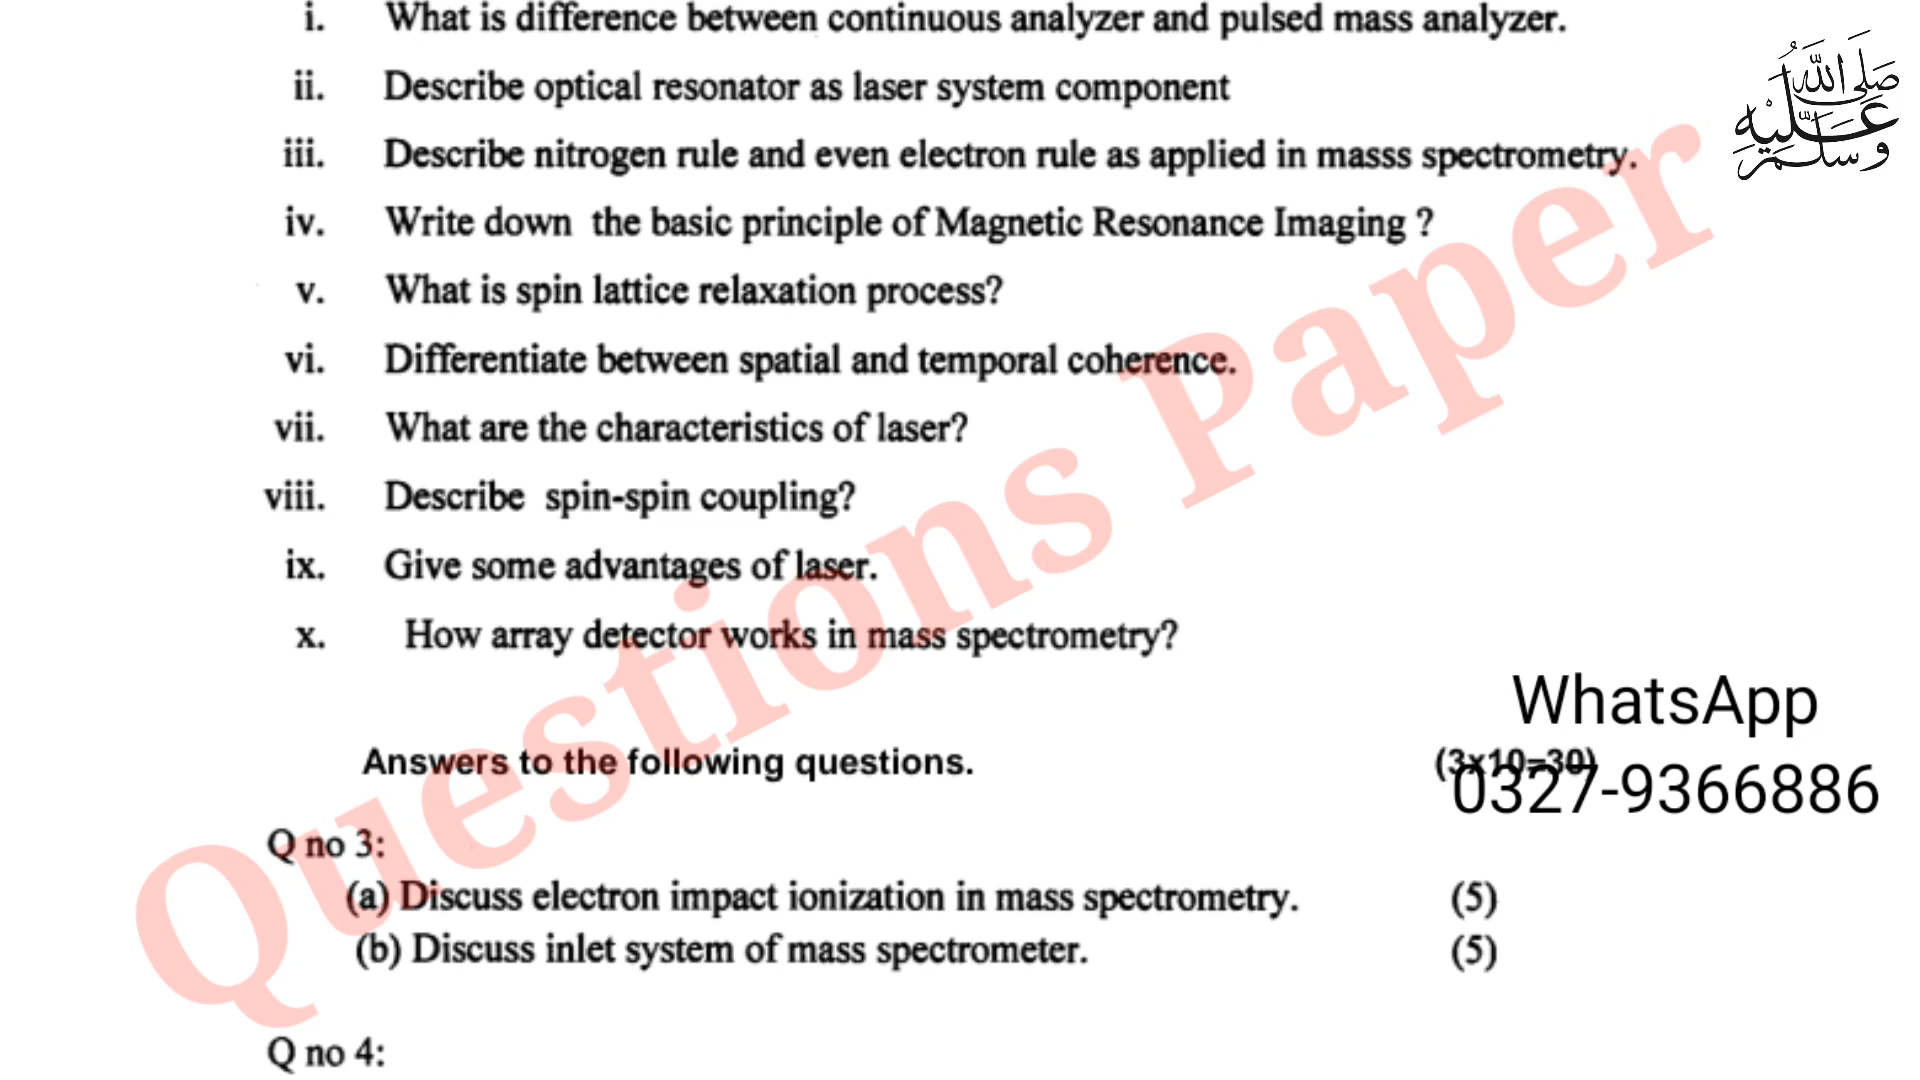 i. What is difference between continuous analyzer and pulsed mass analyzer.
ii. Describe optical resonator as laser system component
iii. Describe nitrogen rule and even electron rule as applied in masss spectrometry.
iv. Write down the basic principle of Magnetic Resonance Imaging ?
v. What is spin lattice relaxation process?
vi. Differentiate between spatial and temporal coherence.
vii. What are the characteristics of laser?
viii. Describe spin-spin coupling?
ix. Give some advantages of laser.
x. How array detector works in mass spectrometry?
Answers to the following questions. (3x10=30)
Q no 3:
(a) Discuss electron impact ionization in mass spectrometry. (5)
(b) Discuss inlet system of mass spectrometer. (5)
Q no 4:
صلى الله
عليه
وسلم
WhatsApp
0327-9366886
Questions Paper